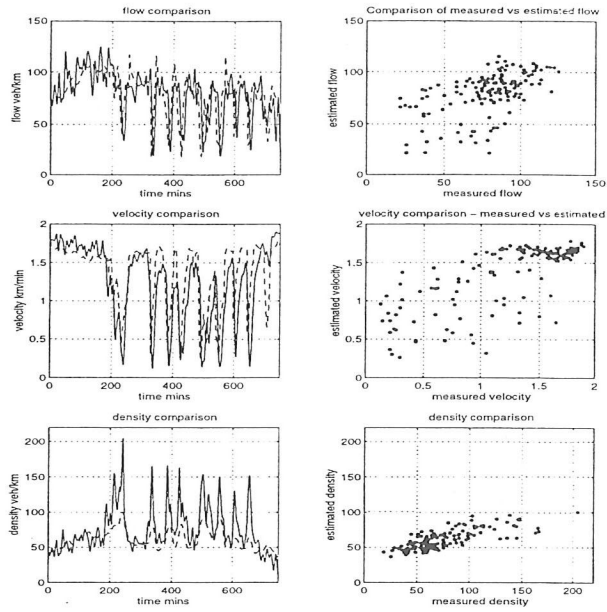 flow comparison
150
100
50
0
flow veh/km
0 200 400 600
time mins
Comparison of measured vs estimated flow
150
100
50
0
estimated flow
0 50 100 150
measured flow
velocity comparison
2
1.5
1
0.5
0
velocity km/min
0 200 400 600
time mins
velocity comparison – measured vs estimated
2
1.5
1
0.5
0
estimated velocity
0 0.5 1 1.5 2
measured velocity
density comparison
200
150
100
50
0
density veh/km
0 200 400 600
time mins
density comparison
200
150
100
50
0
estimated density
0 50 100 150 200
measured density